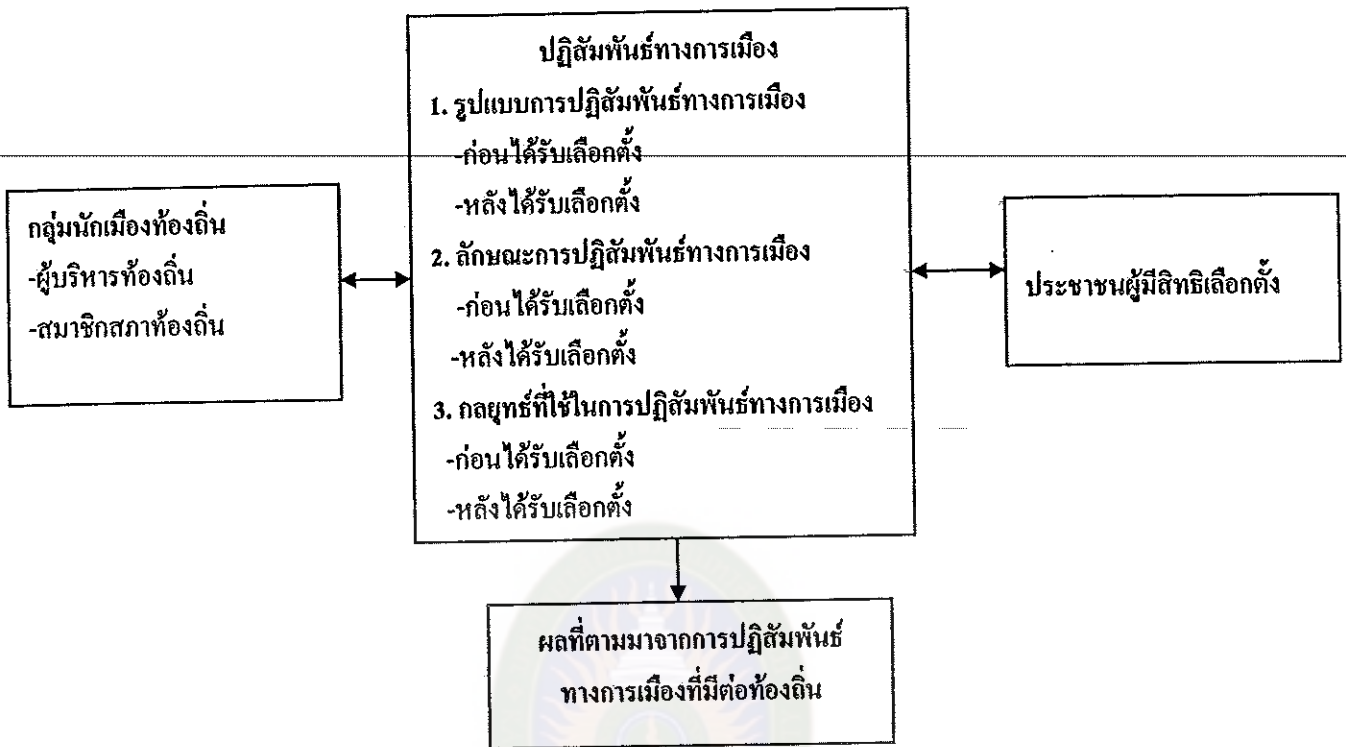 ปฏิสัมพันธ์ทางการเมือง
1. รูปแบบการปฏิสัมพันธ์ทางการเมือง
-ก่อนได้รับเลือกตั้ง
-หลังได้รับเลือกตั้ง
2. ลักษณะการปฏิสัมพันธ์ทางการเมือง
-ก่อนได้รับเลือกตั้ง
-หลังได้รับเลือกตั้ง
3. กลยุทธ์ที่ใช้ในการปฏิสัมพันธ์ทางการเมือง
-ก่อนได้รับเลือกตั้ง
-หลังได้รับเลือกตั้ง
กลุ่มนักเมืองท้องถิ่น
-ผู้บริหารท้องถิ่น
-สมาชิกสภาท้องถิ่น
ประชาชนผู้มีสิทธิเลือกตั้ง
ผลที่ตามมาจากการปฏิสัมพันธ์
ทางการเมืองที่มีต่อท้องถิ่น